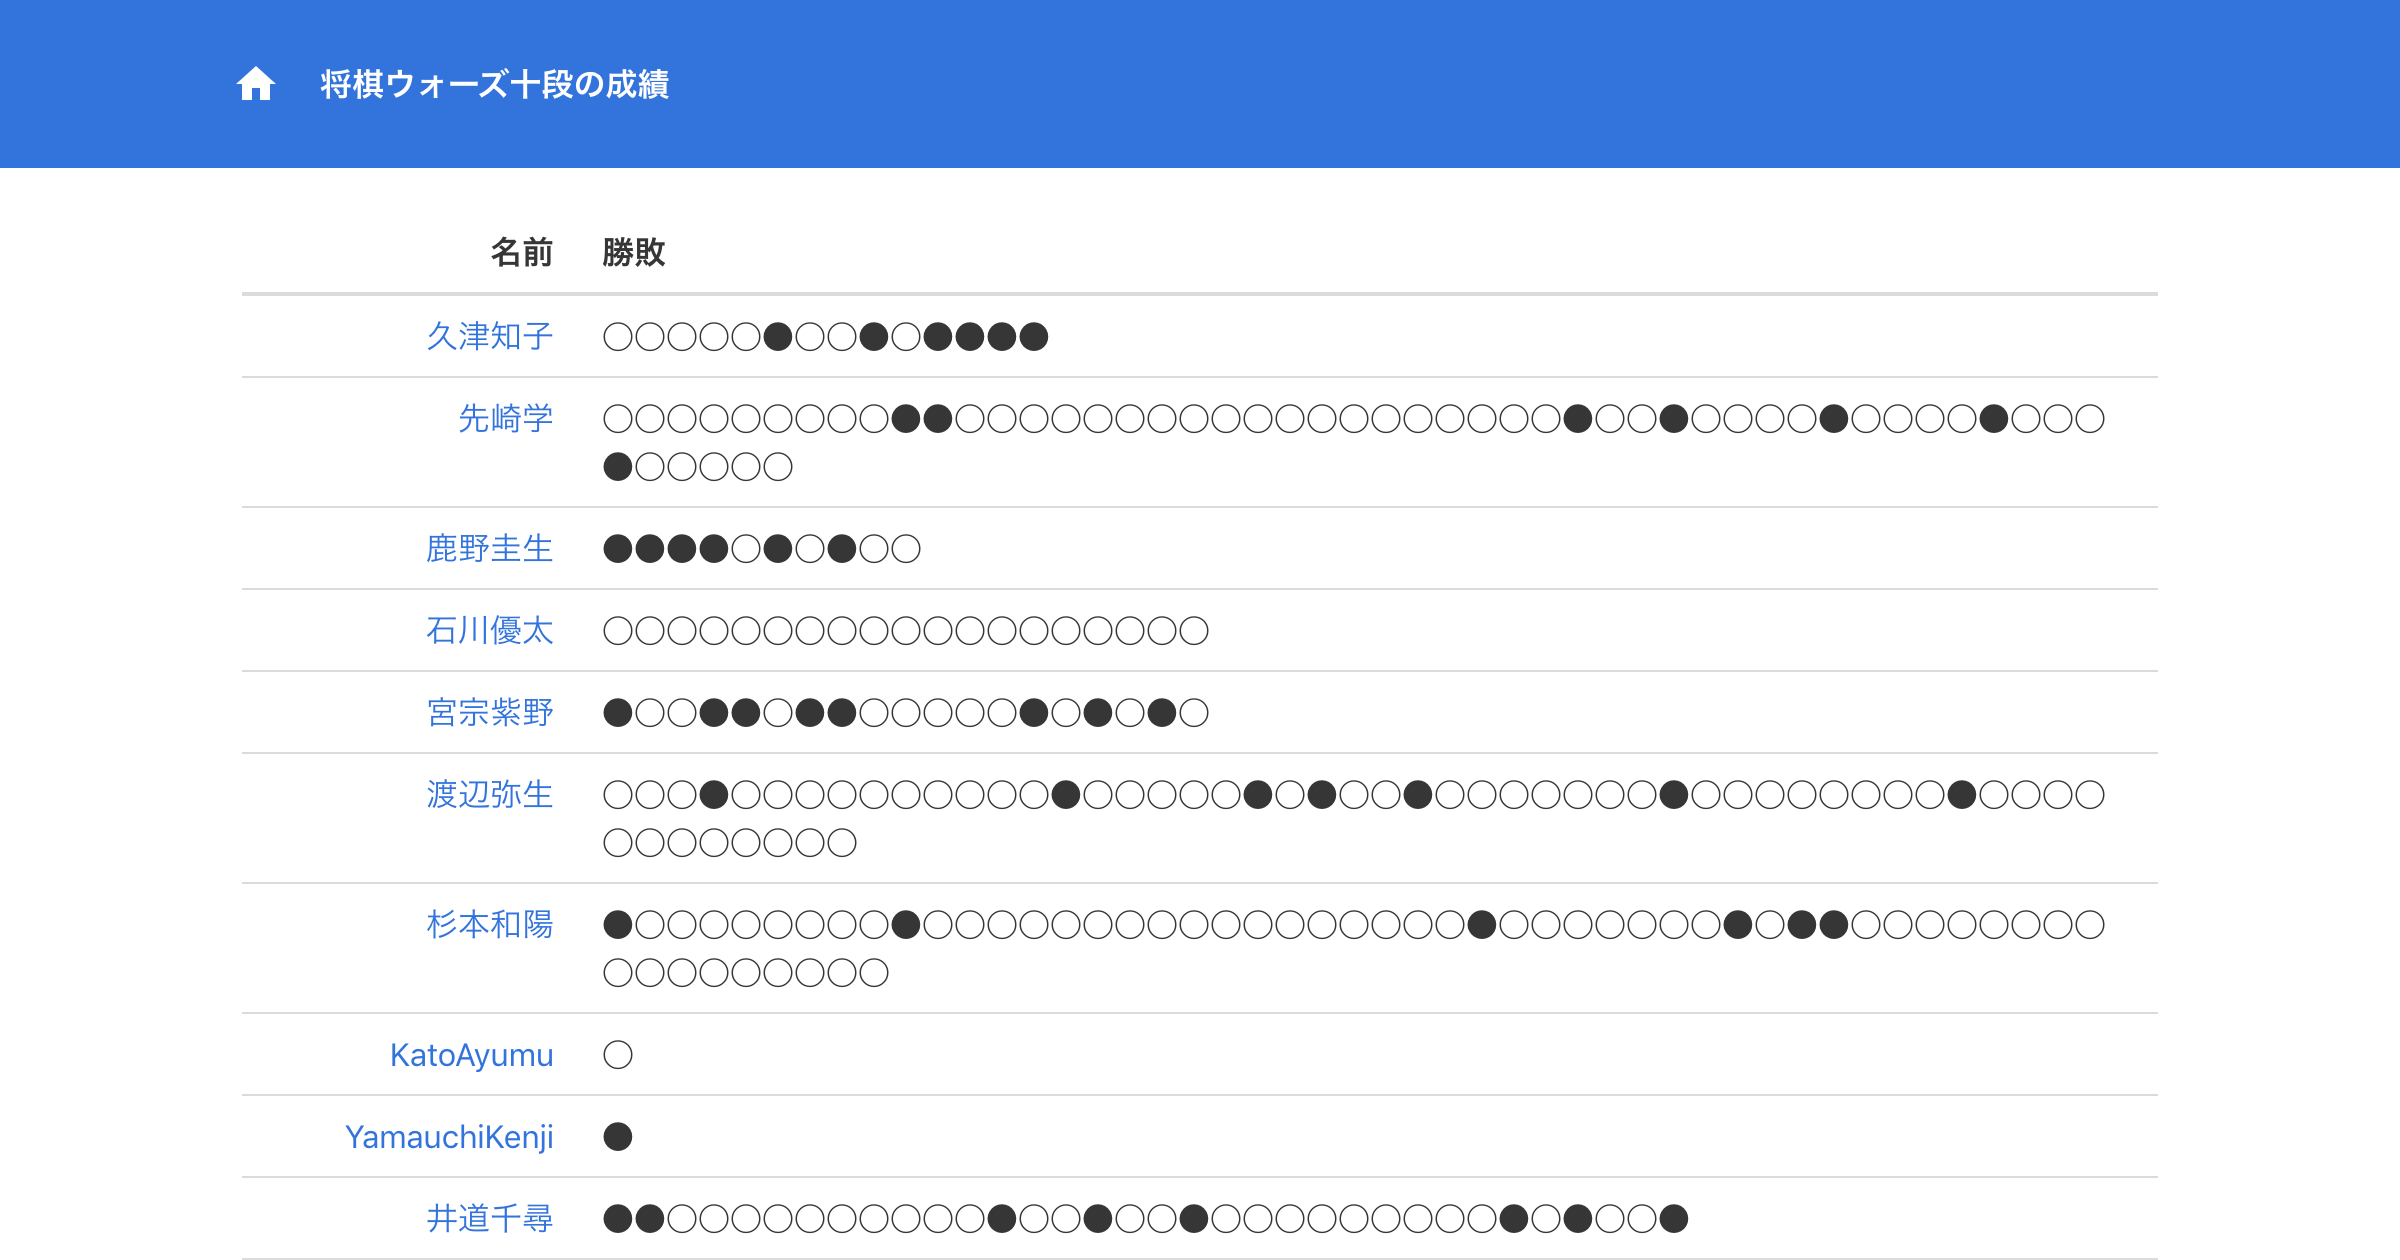 将棋ウォーズ十段の成績
名前 勝敗
久津知子 ○○○○○●○○●○●●●●
先崎学 ○○○○○○○○○●●○○○○○○○○○○○○○○○○○○○●○○●○○○○●○○○○●○○○
●○○○○○
鹿野圭生 ●●●●○●○●○○
石川優太 ○○○○○○○○○○○○○○○○○○○
宮宗紫野 ●○○●●○●●○○○○○●○●○●○
渡辺弥生 ○○○●○○○○○○○○○○●○○○○○●○●○○●○○○○○○○●○○○○○○○○●○○○○
○○○○○○○○
杉本和陽 ●○○○○○○○○●○○○○○○○○○○○○○○○○○●○○○○○○○●○●●○○○○○○○○
○○○○○○○○○
KatoAyumu ○
YamauchiKenji ●
井道千尋 ●●○○○○○○○○○○●○○●○○●○○○○○○○○○●○●○○●